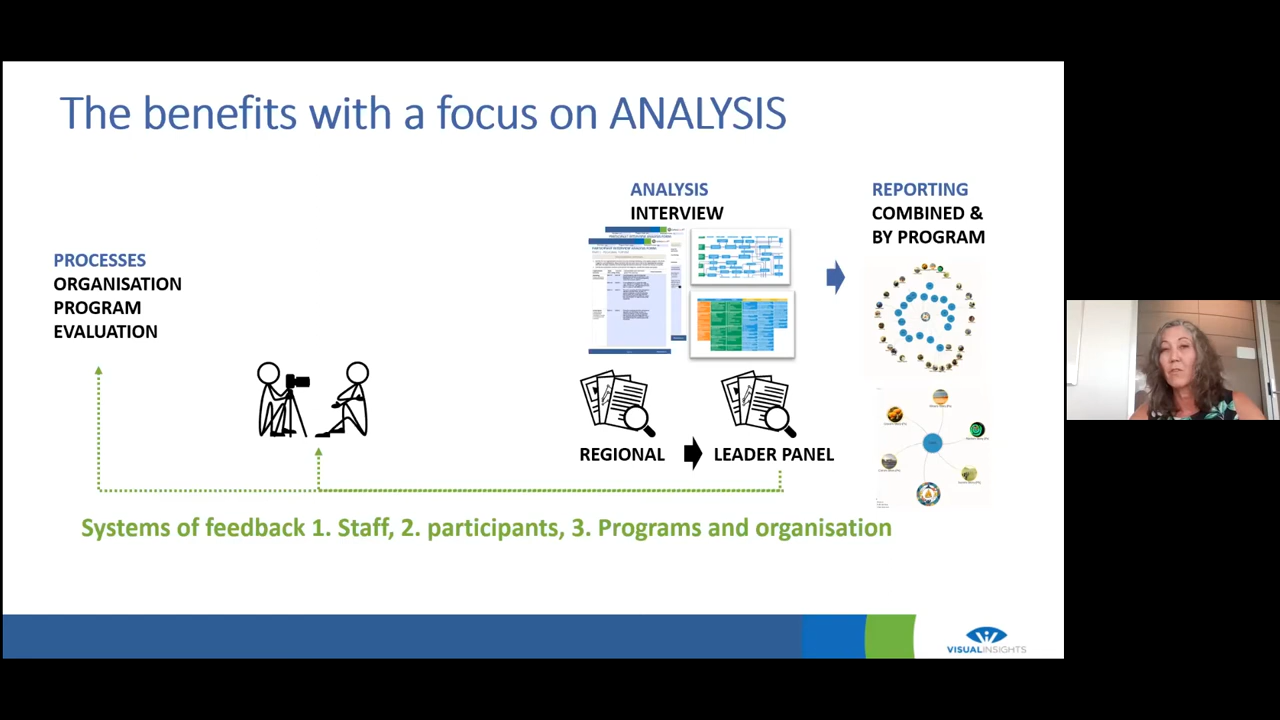 The benefits with a focus on ANALYSIS
PROCESSES
ORGANISATION
PROGRAM
EVALUATION
ANALYSIS
INTERVIEW
REPORTING
COMBINED &
BY PROGRAM
REGIONAL
LEADER PANEL
Systems of feedback 1. Staff, 2. participants, 3. Programs and organisation
VISUALINSIGHTS